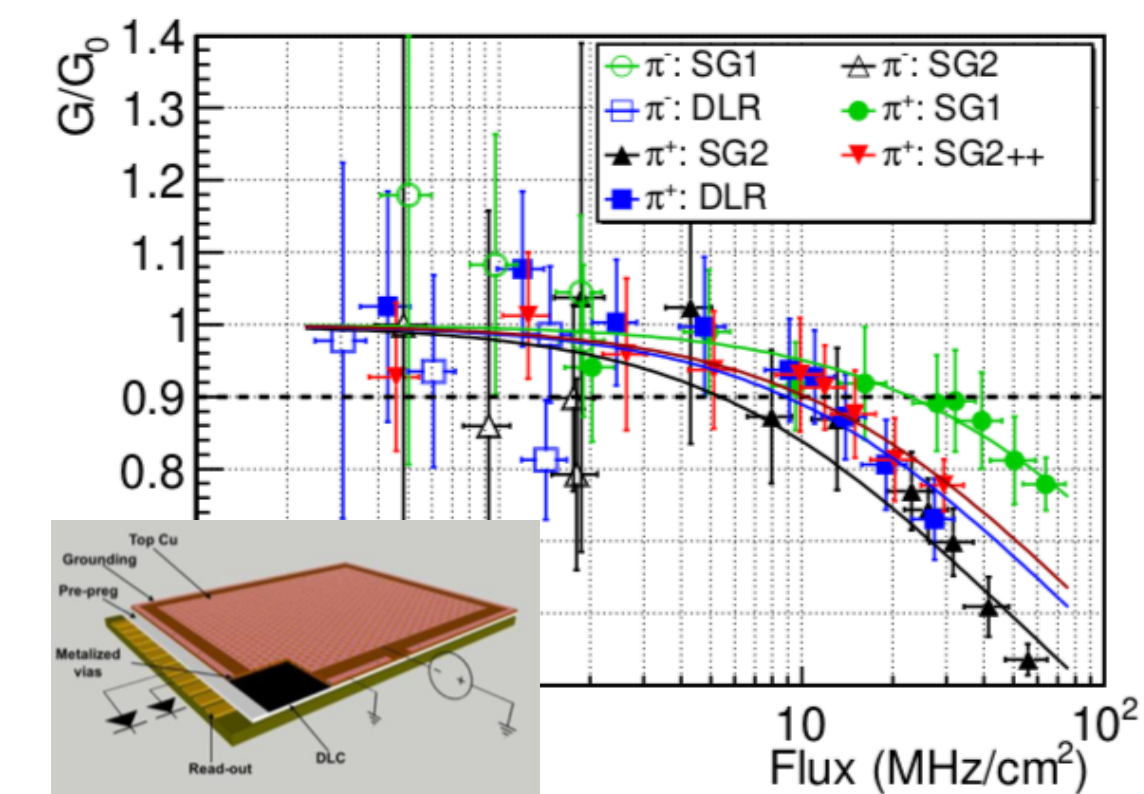 G/G₀
1.4
1.3
1.2
1.1
1
0.9
0.8
π⁻: SG1
π⁻: SG2
π⁻: DLR
π⁺: SG1
π⁺: SG2
π⁺: SG2++
π⁺: DLR
Top Cu
Grounding
Pre-preg
Metalized
vias
Read-out
DLC
- +
10
10²
Flux (MHz/cm²)